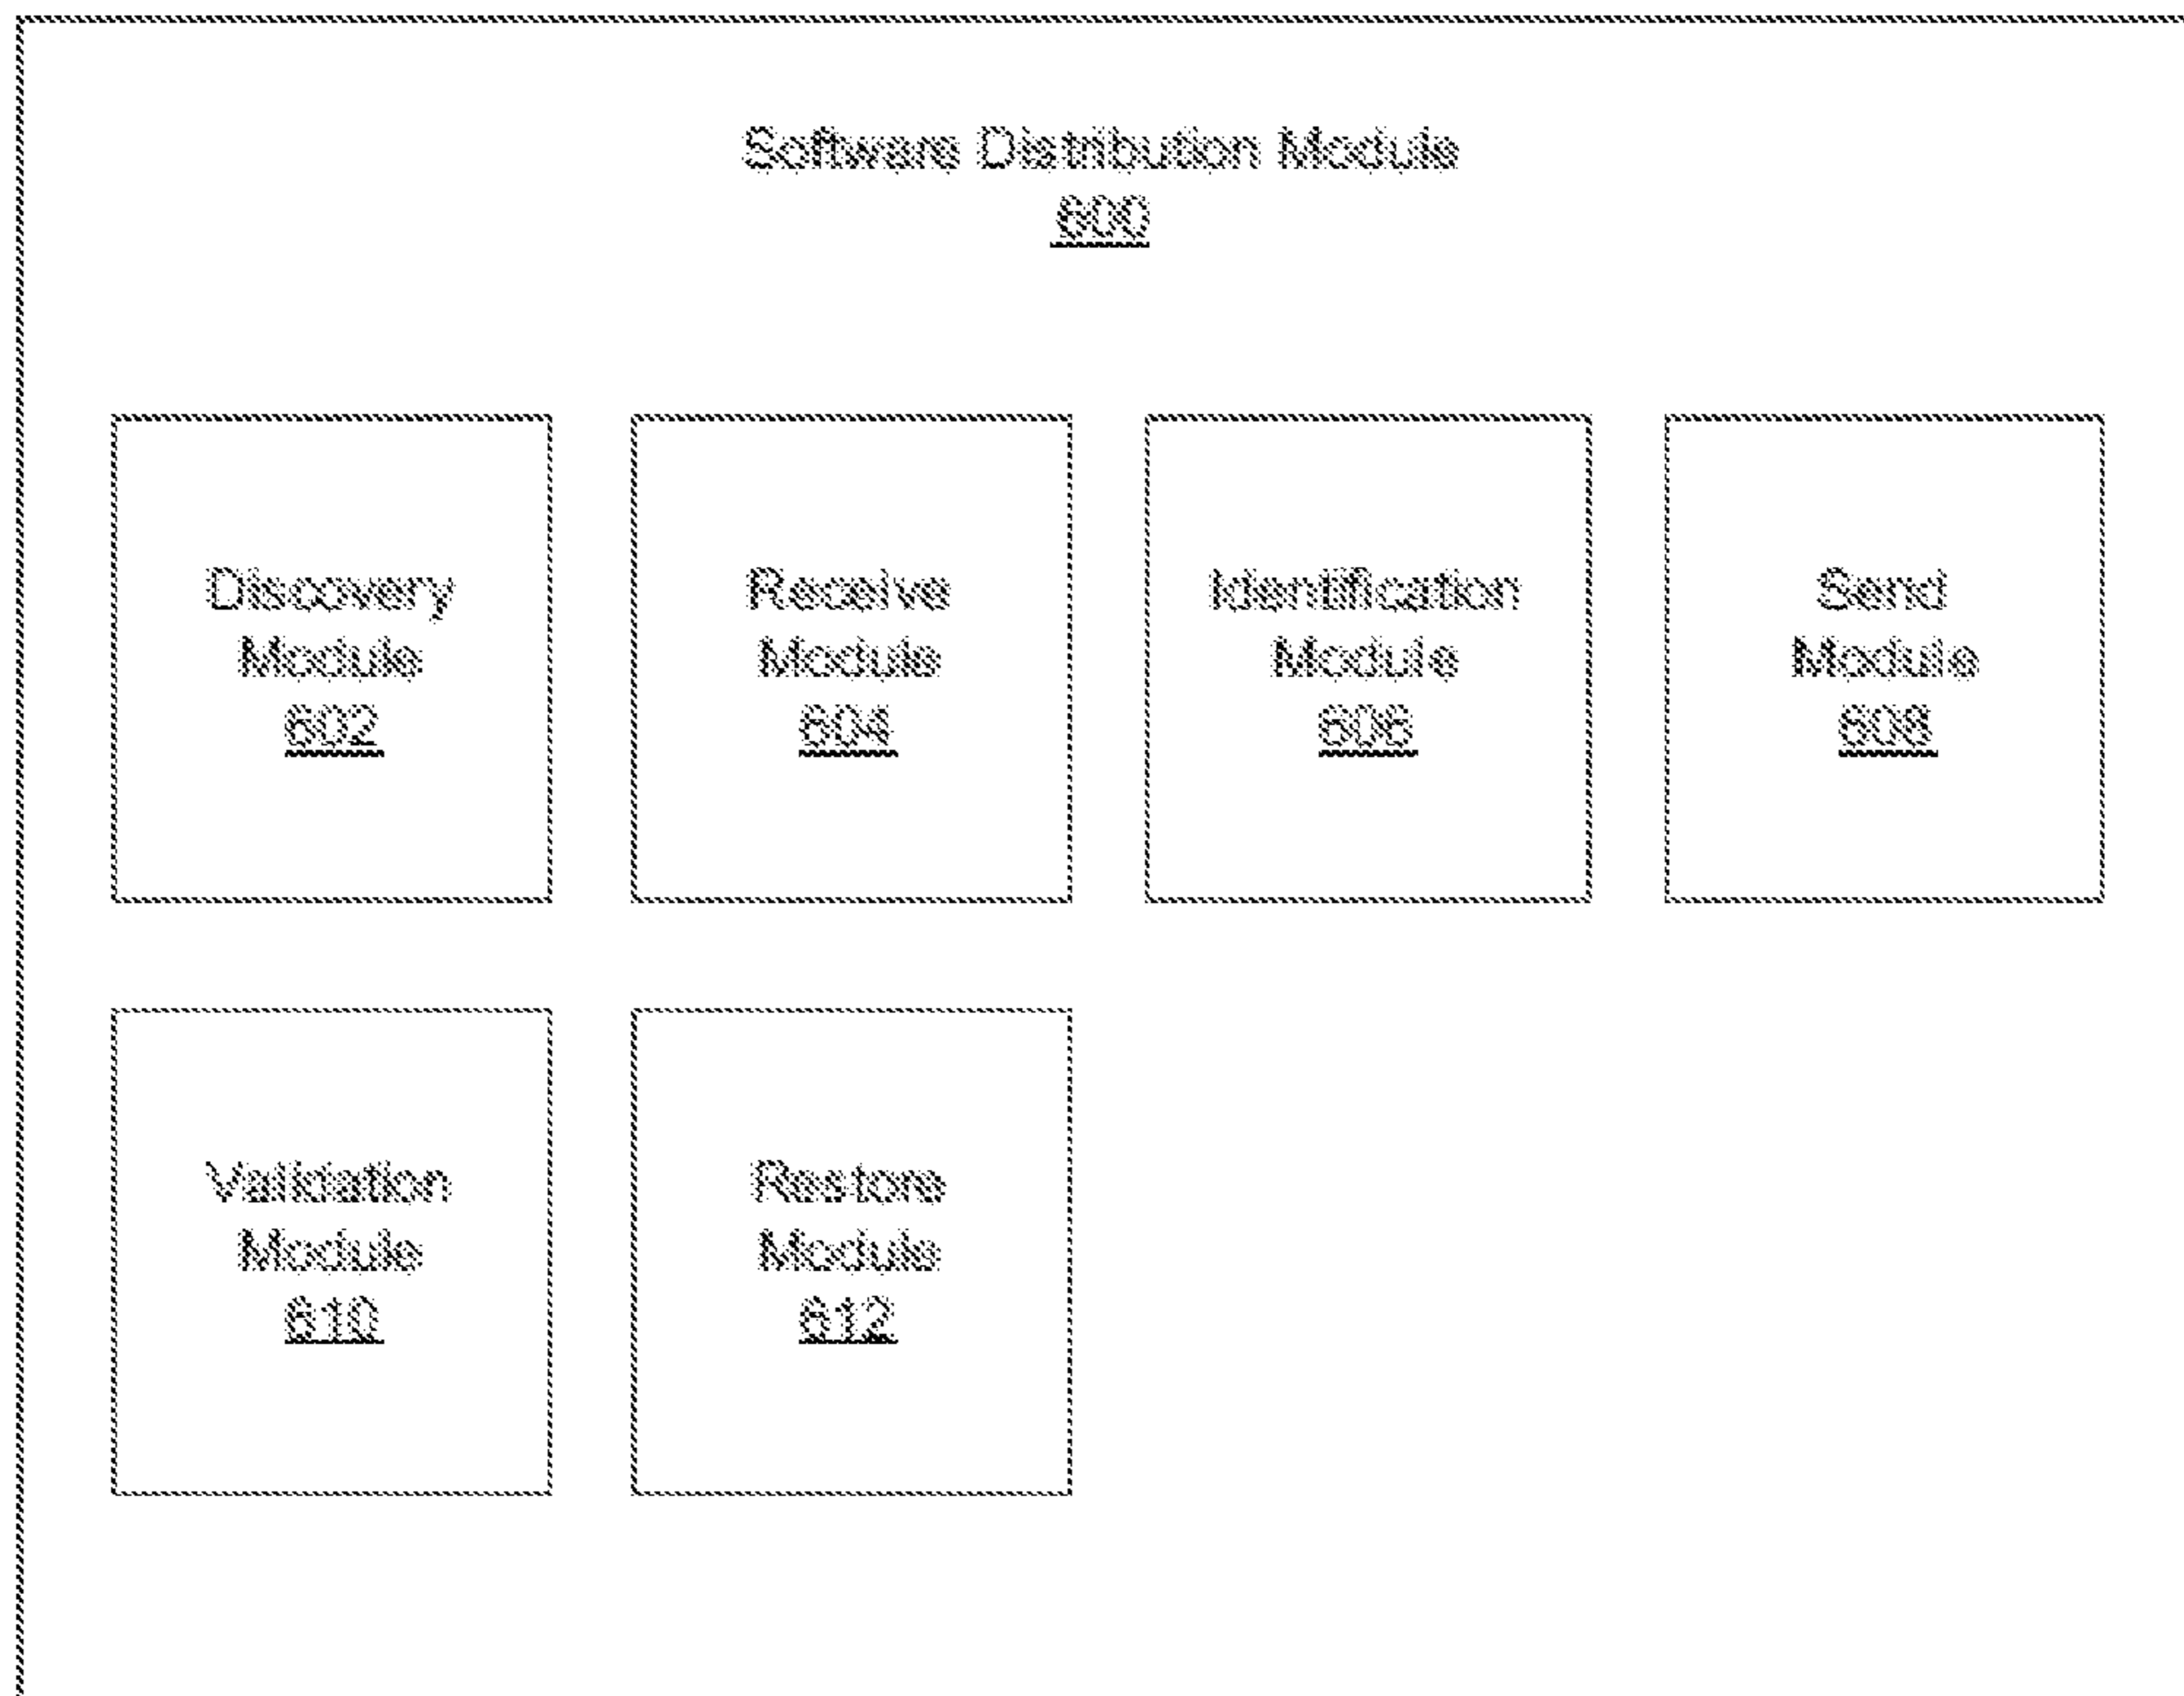 Software Distribution Module
600
Discovery
Module
602
Receive
Module
604
Identification
Module
606
Send
Module
608
Validation
Module
610
Restore
Module
612